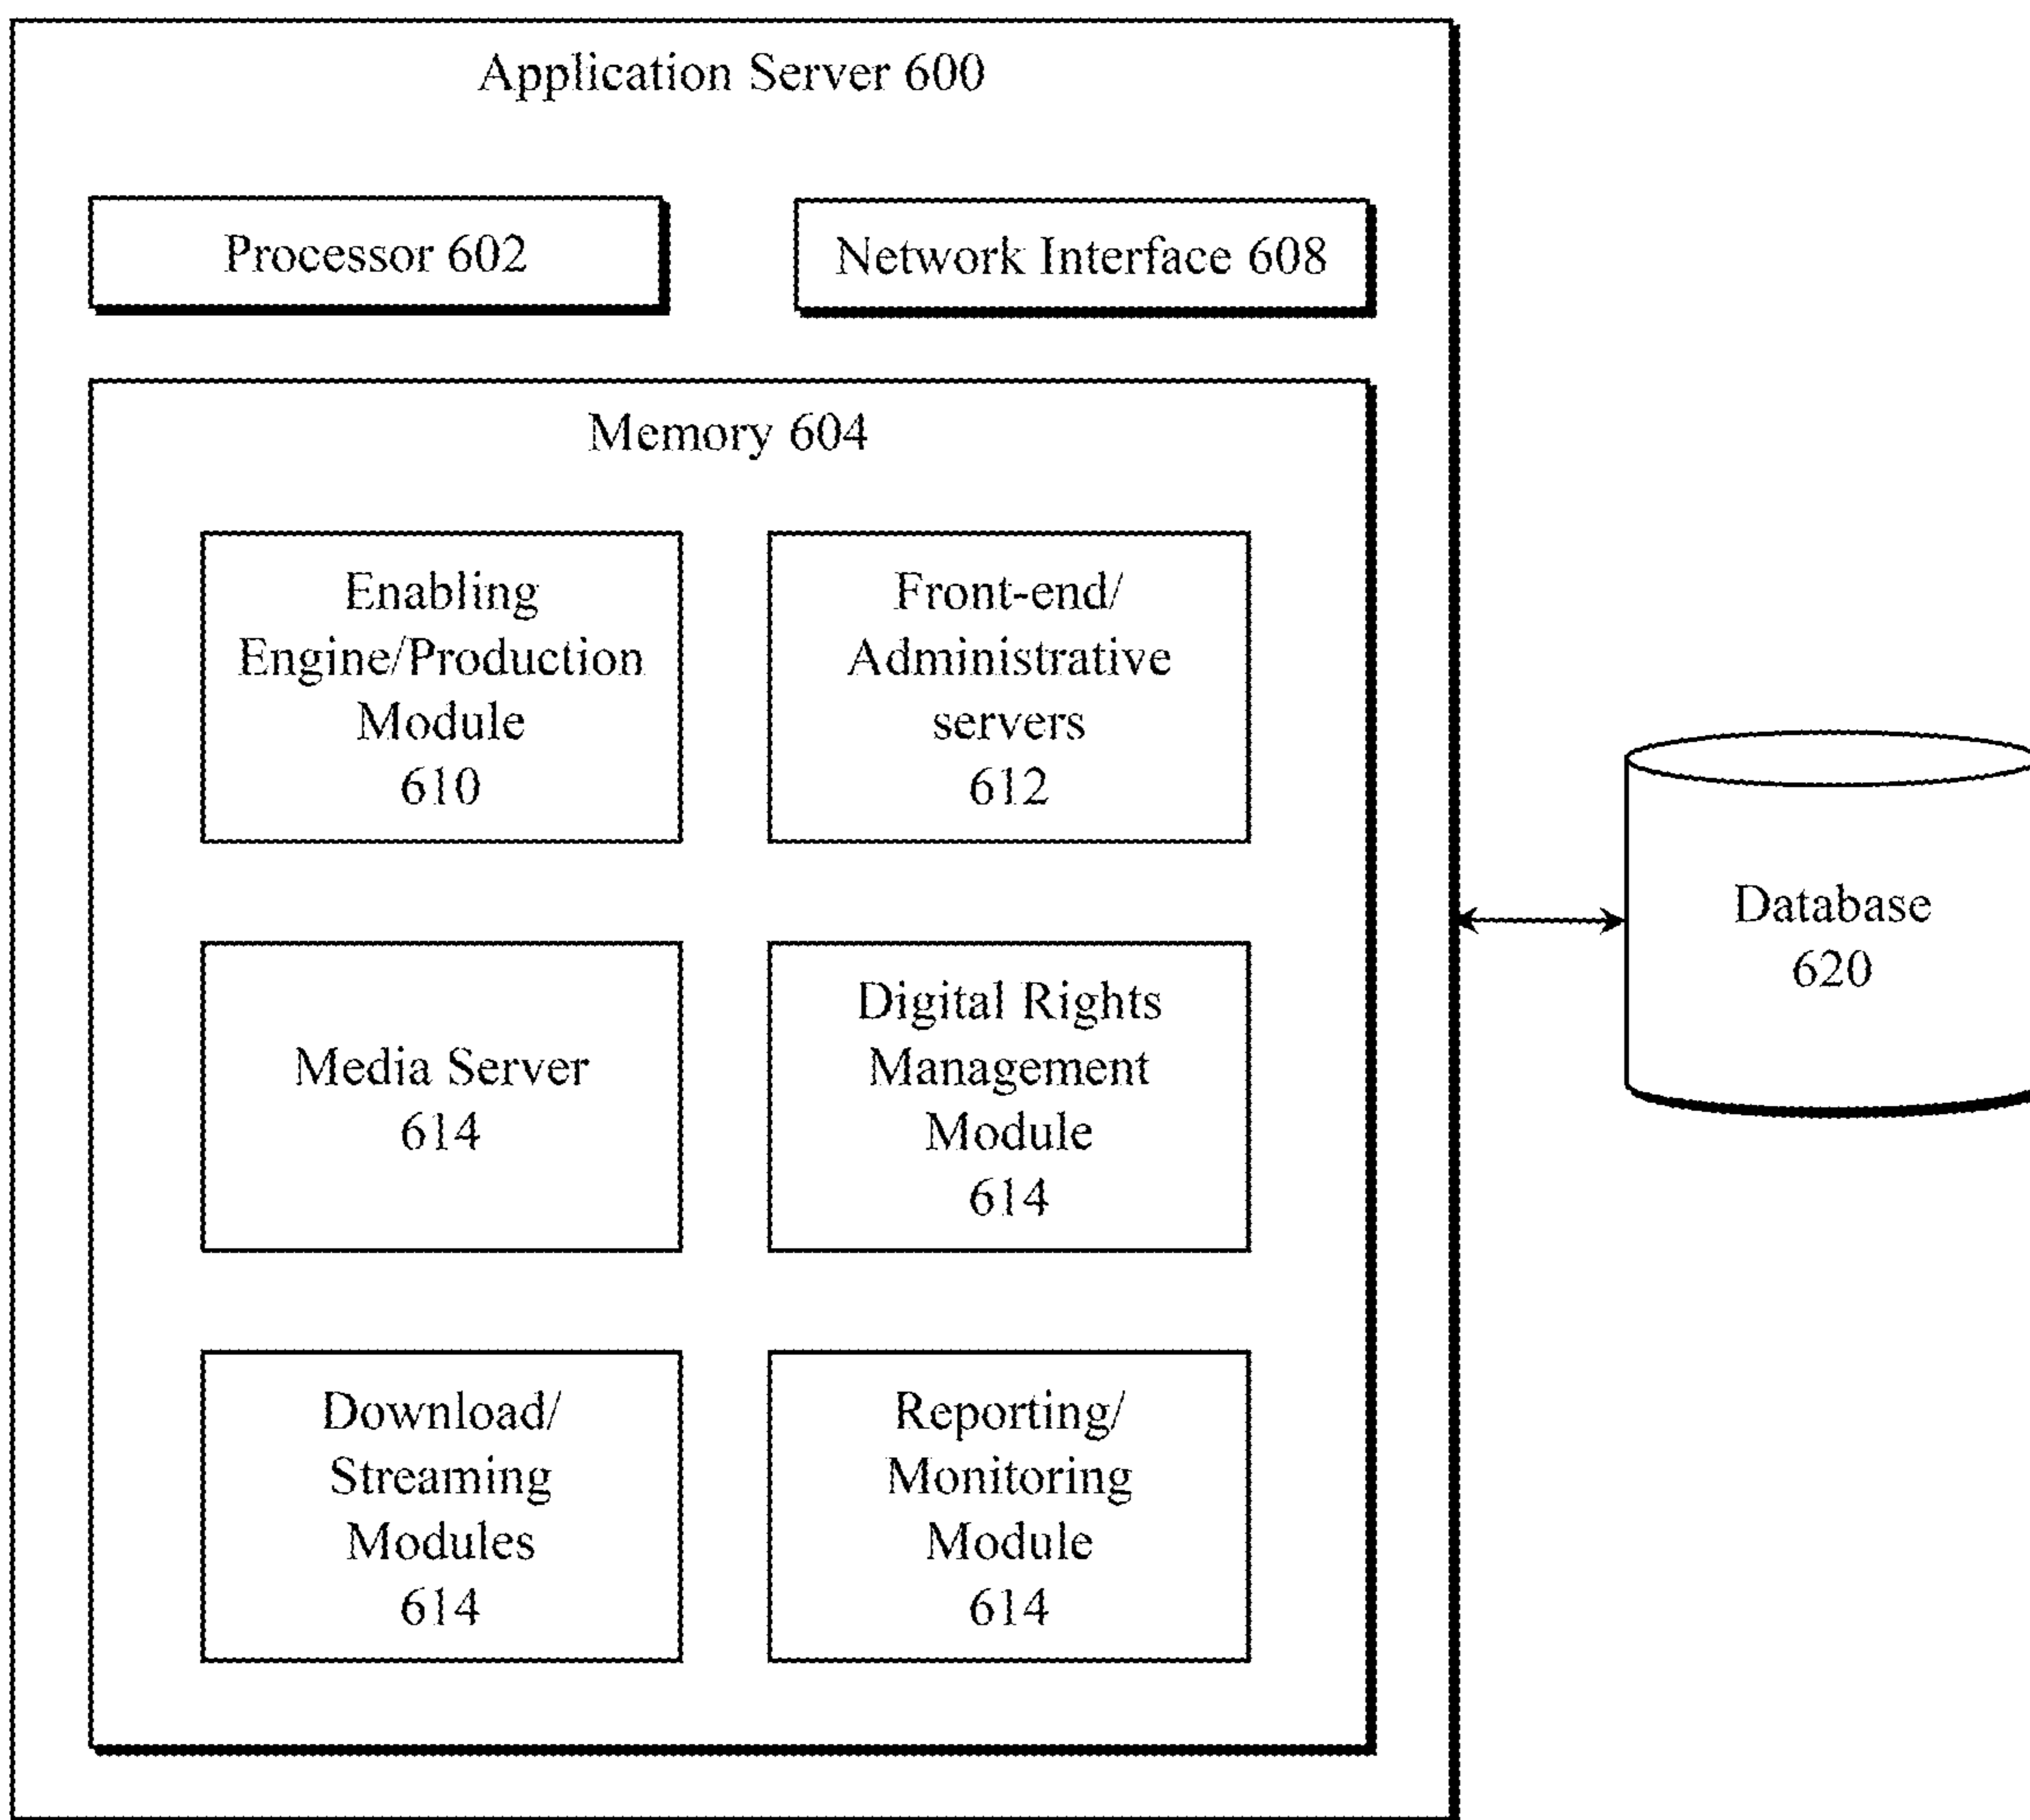 Application Server 600
Processor 602
Network Interface 608
Memory 604
Enabling
Engine/Production
Module
610
Front-end/
Administrative
servers
612
Media Server
614
Digital Rights
Management
Module
614
Download/
Streaming
Modules
614
Reporting/
Monitoring
Module
614
Database
620